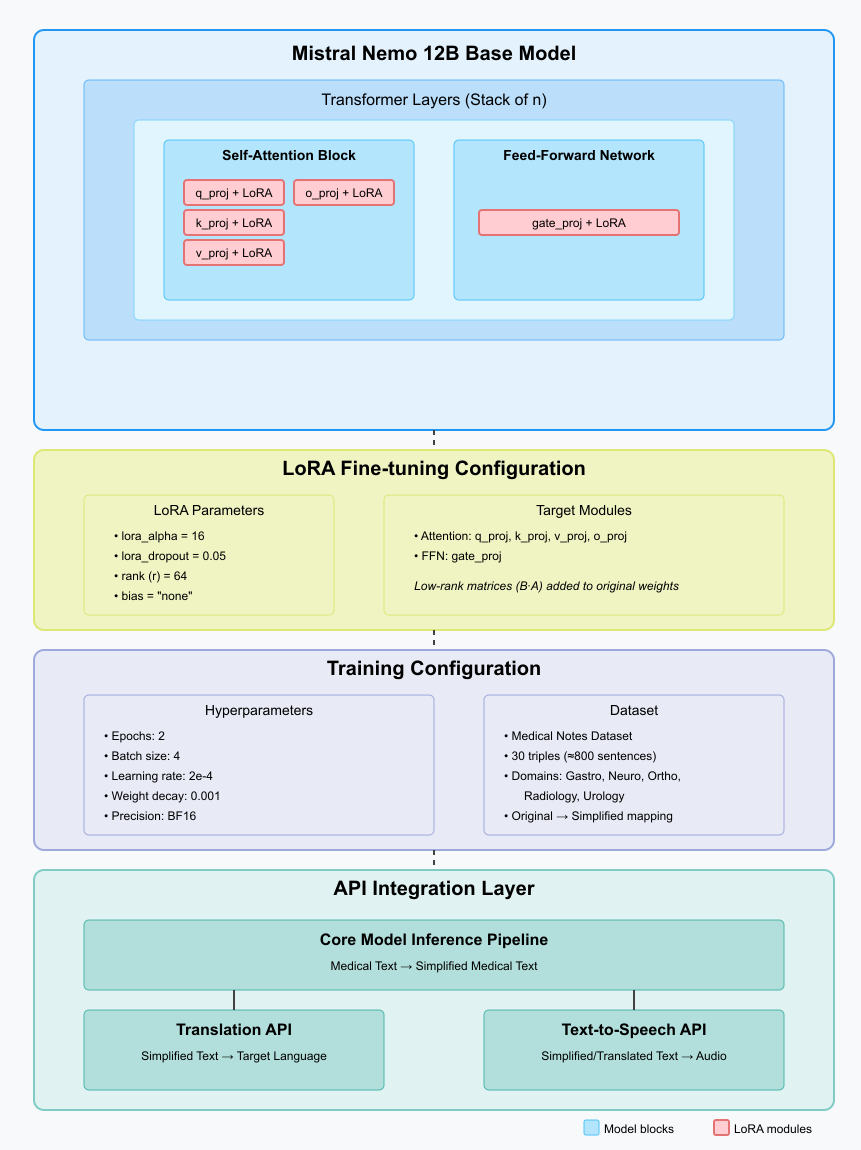 Mistral Nemo 12B Base Model
Transformer Layers (Stack of n)
Self-Attention Block
q_proj + LoRA
o_proj + LoRA
k_proj + LoRA
v_proj + LoRA
Feed-Forward Network
gate_proj + LoRA
LoRA Fine-tuning Configuration
LoRA Parameters
• lora_alpha = 16
• lora_dropout = 0.05
• rank (r) = 64
• bias = "none"
Target Modules
• Attention: q_proj, k_proj, v_proj, o_proj
• FFN: gate_proj
Low-rank matrices (B·A) added to original weights
Training Configuration
Hyperparameters
• Epochs: 2
• Batch size: 4
• Learning rate: 2e-4
• Weight decay: 0.001
• Precision: BF16
Dataset
• Medical Notes Dataset
• 30 triples (≈800 sentences)
• Domains: Gastro, Neuro, Ortho,
Radiology, Urology
• Original → Simplified mapping
API Integration Layer
Core Model Inference Pipeline
Medical Text → Simplified Medical Text
Translation API
Simplified Text → Target Language
Text-to-Speech API
Simplified/Translated Text → Audio
Model blocks
LoRA modules